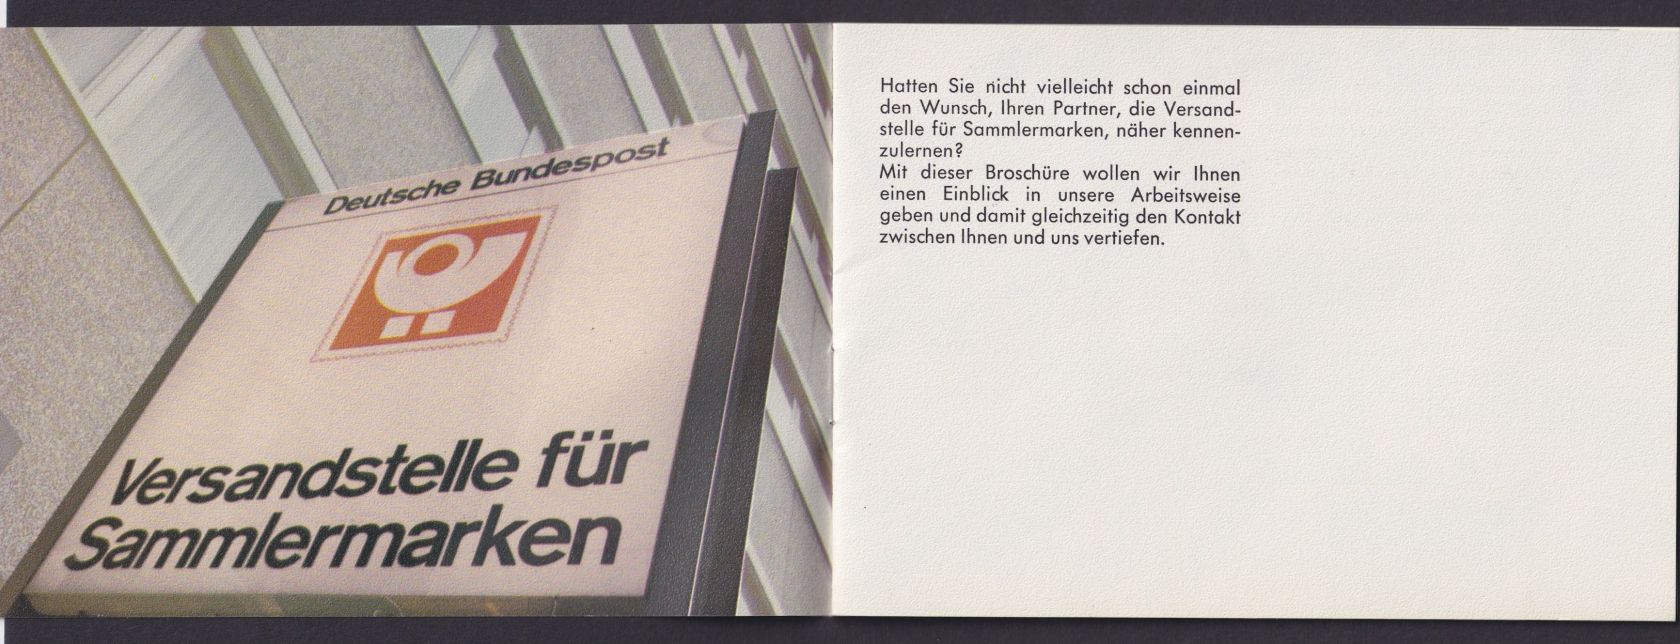 Deutsche Bundespost
Versandstelle für
Sammlermarken
Hatten Sie nicht vielleicht schon einmal
den Wunsch, Ihren Partner, die Versand-
stelle für Sammlermarken, näher kennen-
zulernen?
Mit dieser Broschüre wollen wir Ihnen
einen Einblick in unsere Arbeitsweise
geben und damit gleichzeitig den Kontakt
zwischen Ihnen und uns vertiefen.